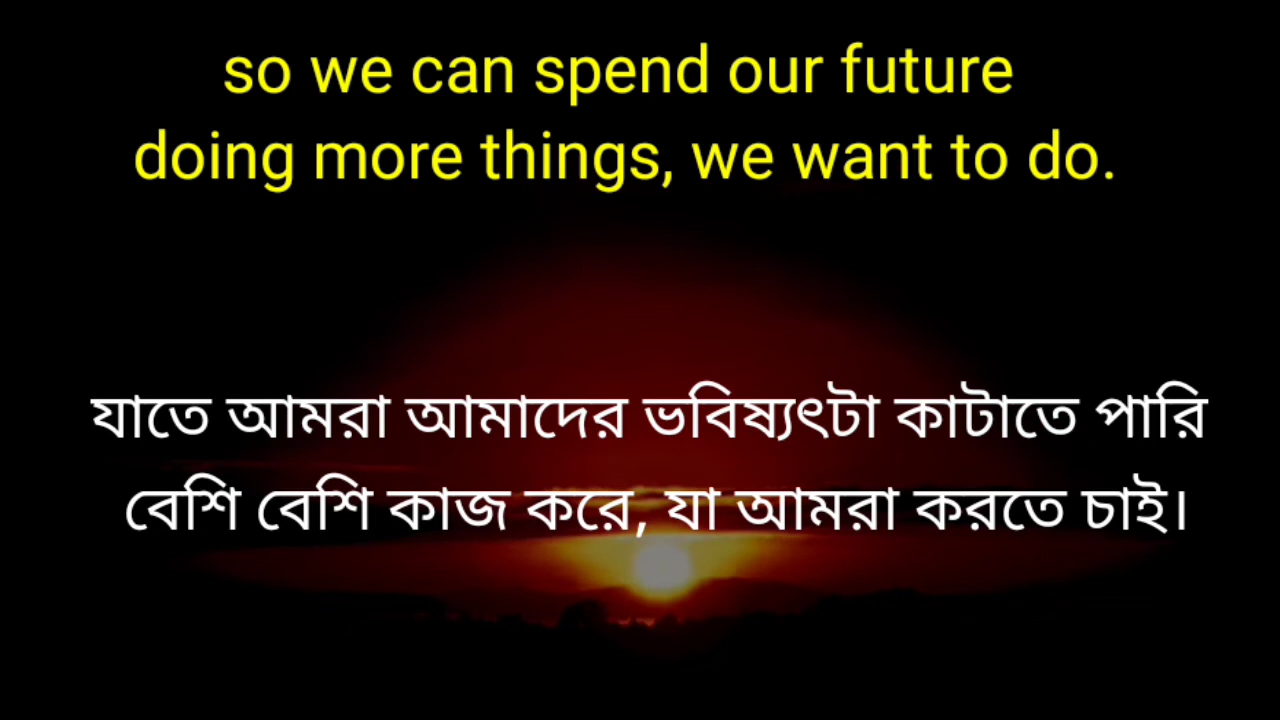 so we can spend our future
doing more things, we want to do.
যাতে আমরা আমাদের ভবিষ্যৎটা কাটাতে পারি
বেশি বেশি কাজ করে, যা আমরা করতে চাই।